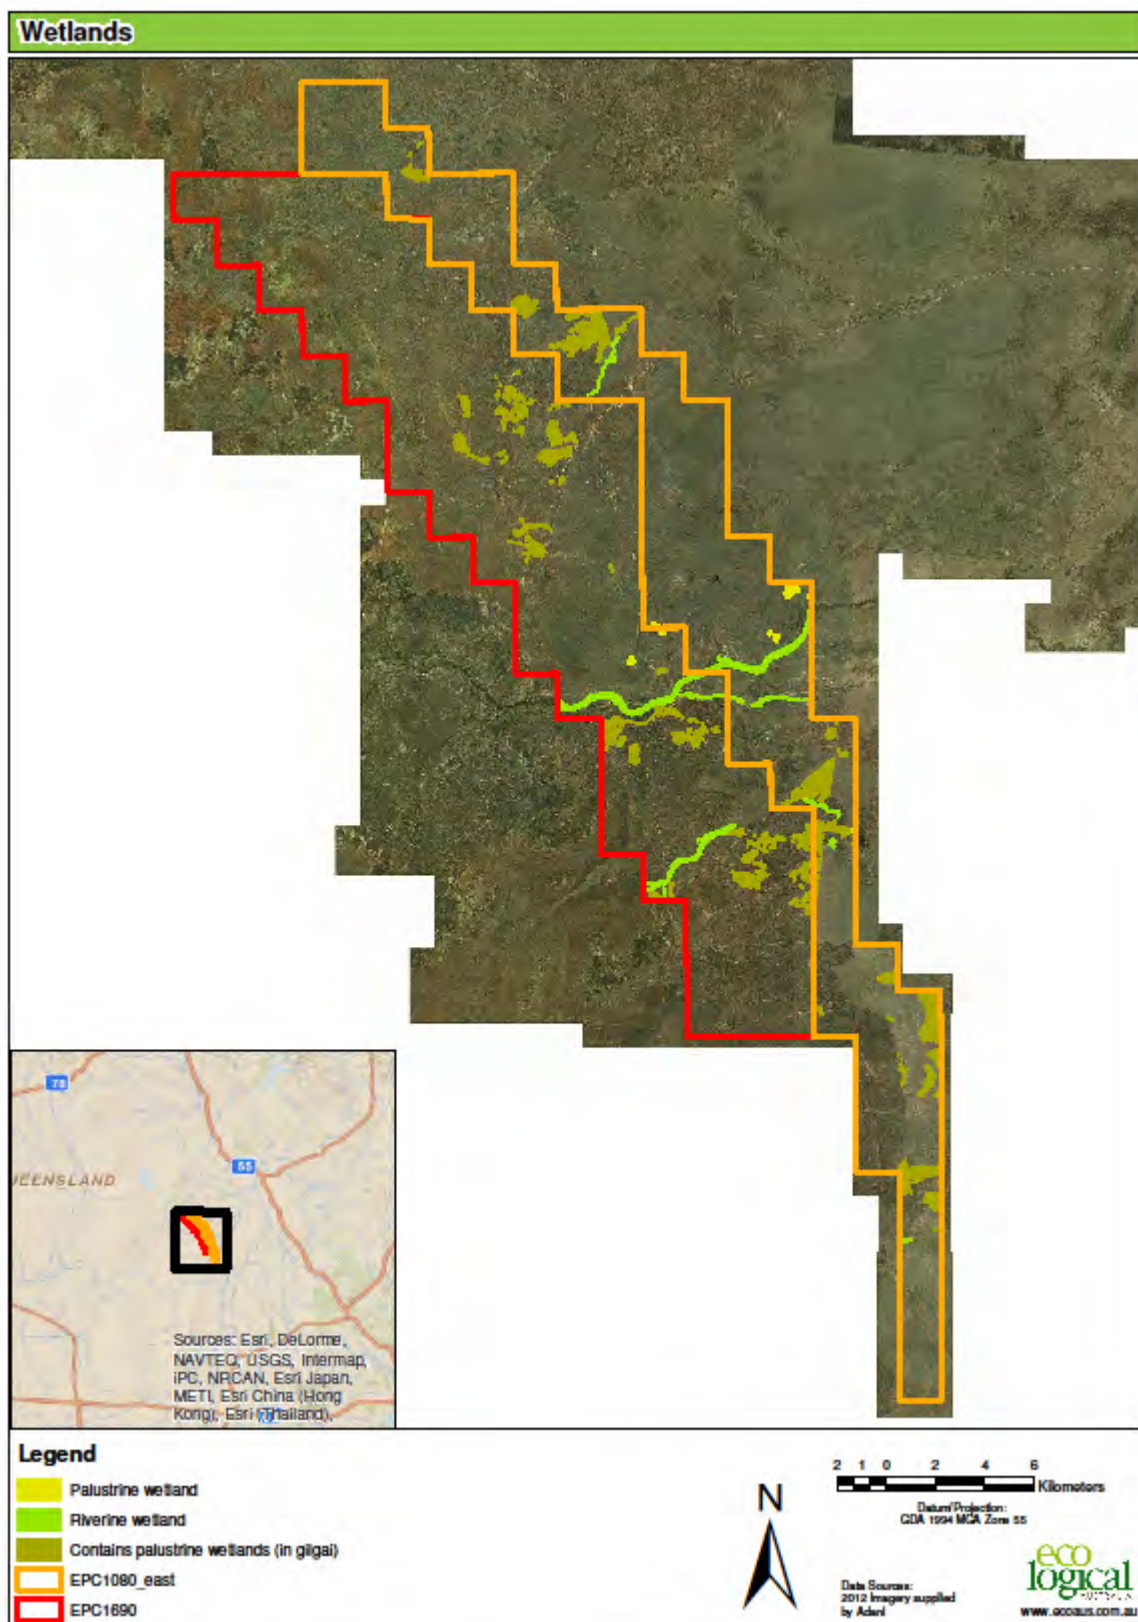 Wetlands
78
55
UEENSLAND
Sources: Esri, DeLorme,
NAVTEQ, USGS, Intermap,
iPC, NRCAN, Esri Japan,
METI, Esri China (Hong
Kong), Esri (Thailand),
Legend
Palustrine wetland
Riverine wetland
Contains palustrine wetlands (in gilgai)
EPC1080_east
EPC1690
N
2 1 0 2 4 6
Kilometers
Datum/Projection:
GDA 1994 MGA Zone 55
Data Sources:
2012 Imagery supplied
by Adani
eco
logical
AUSTRALIA
www.ecoaus.com.au